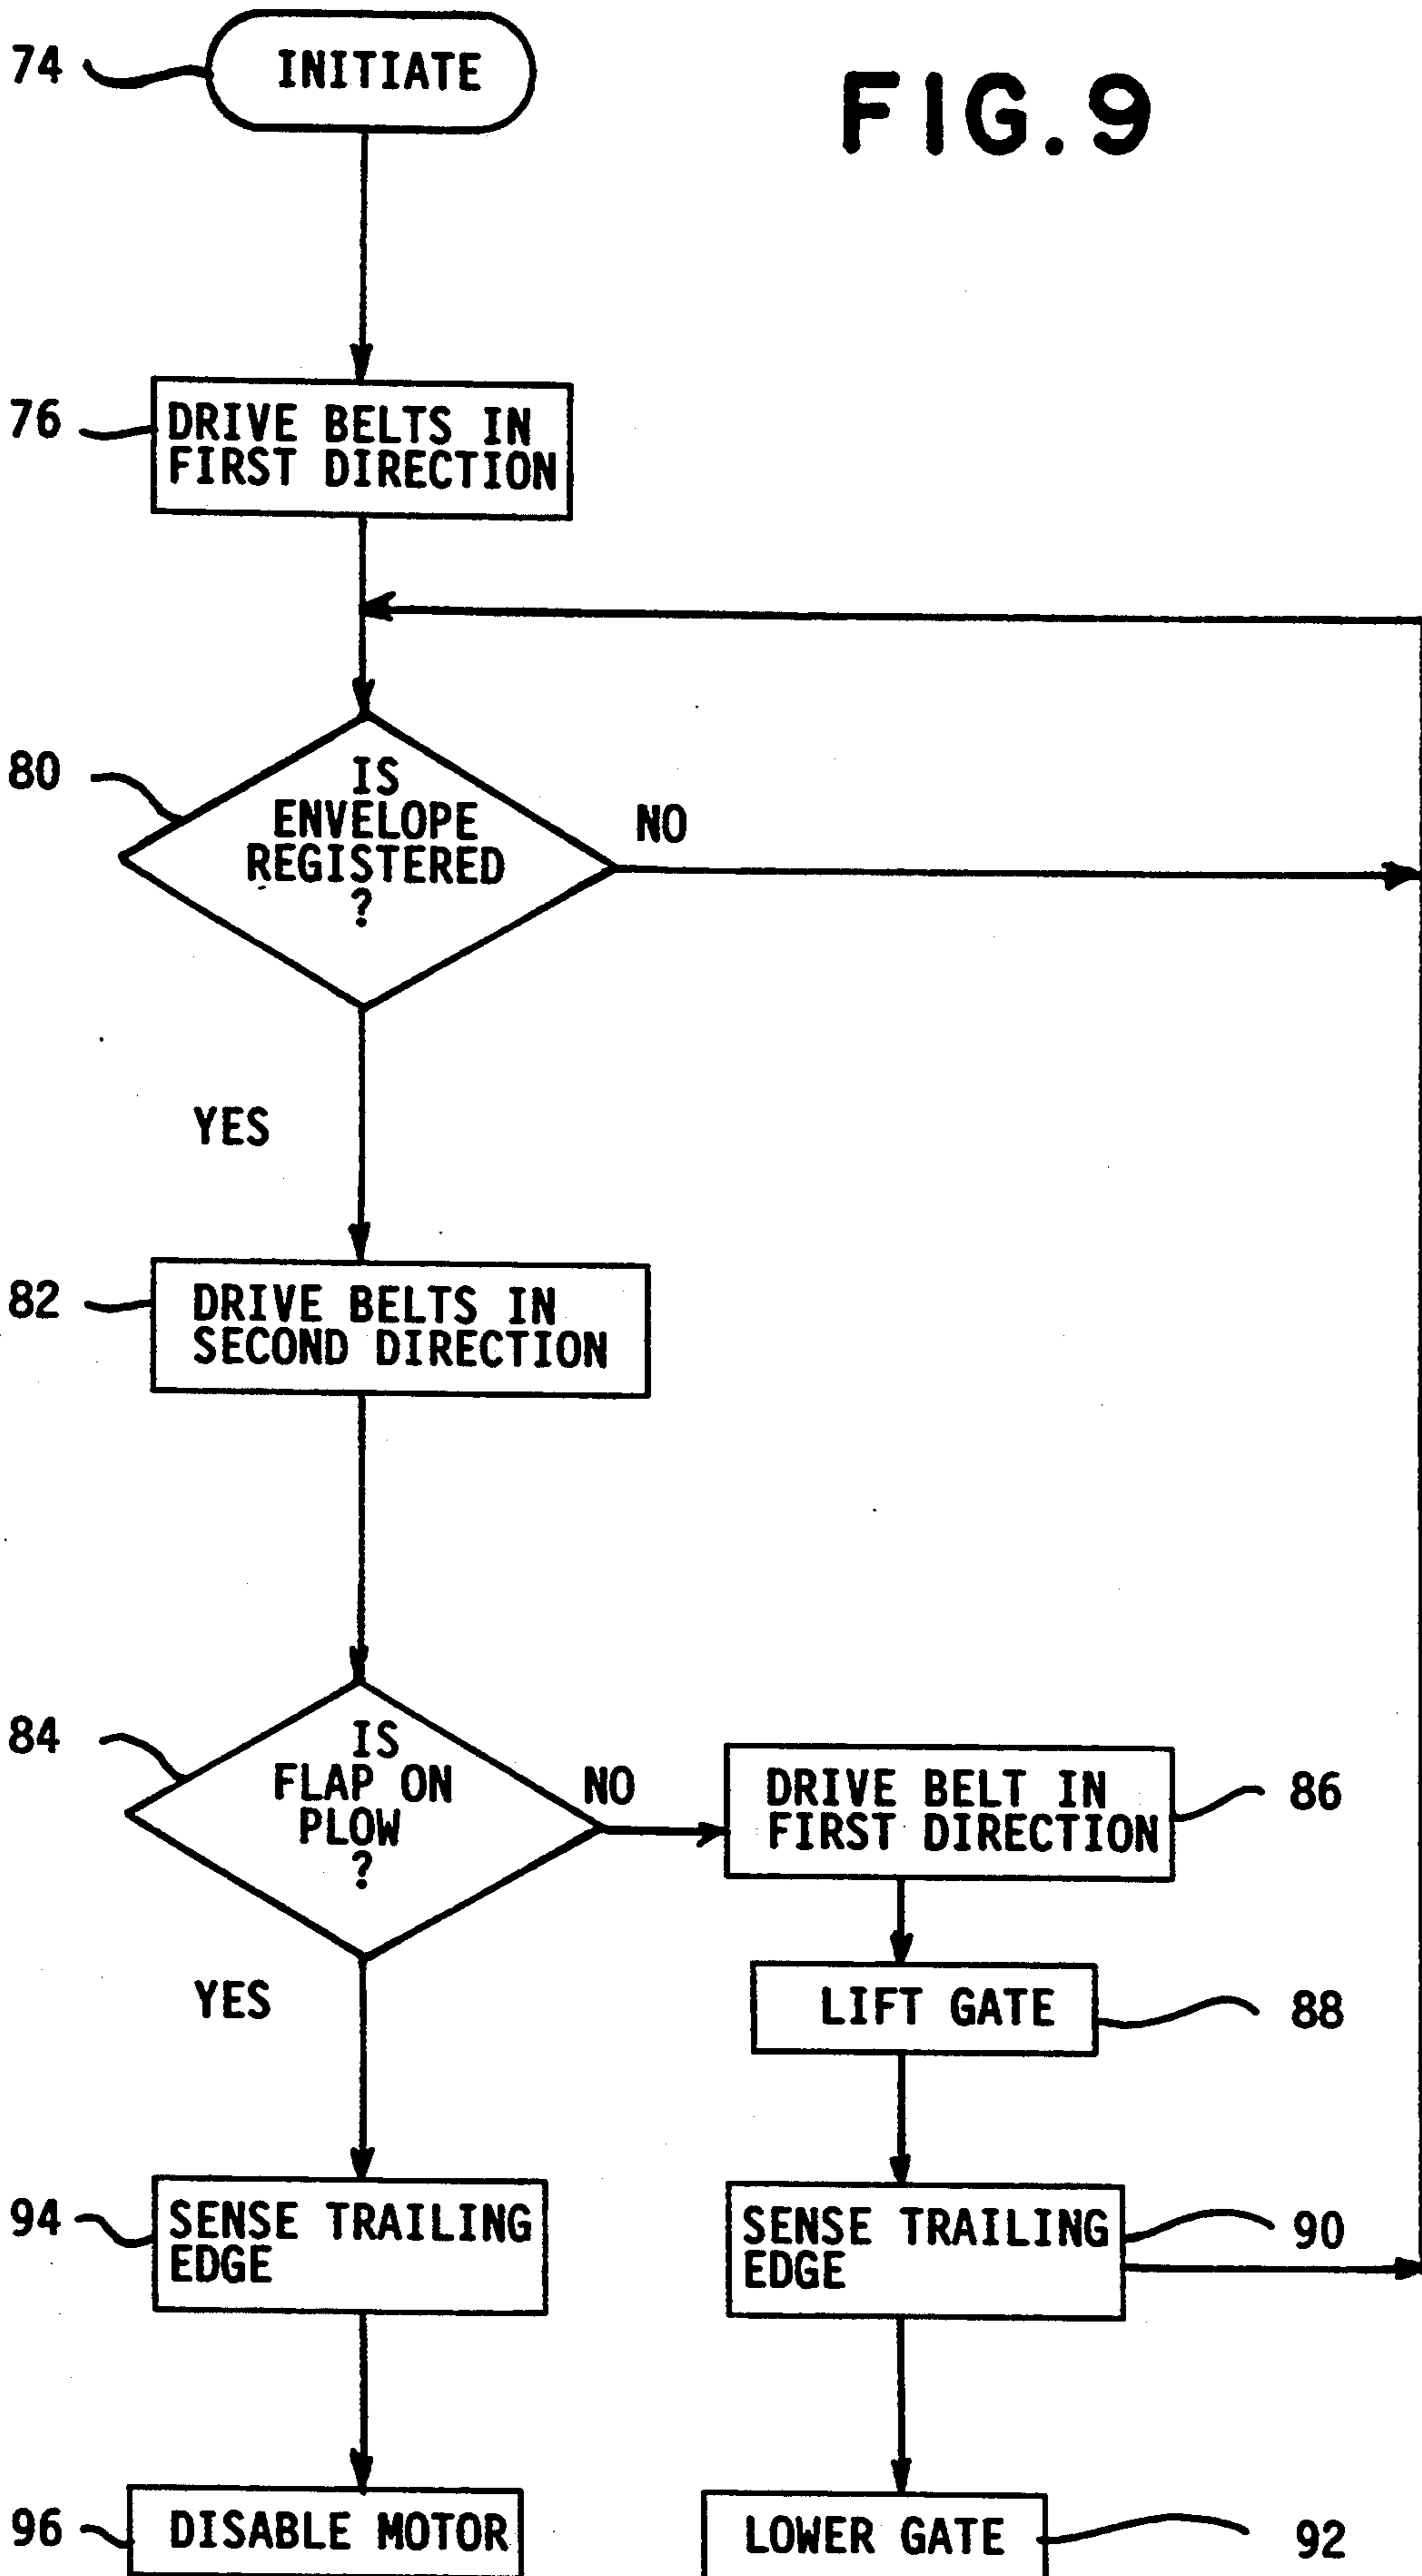 FIG. 9
74
INITIATE
76
DRIVE BELTS IN
FIRST DIRECTION
80
IS
ENVELOPE
REGISTERED
?
NO
YES
82
DRIVE BELTS IN
SECOND DIRECTION
84
IS
FLAP ON
PLOW
?
NO
DRIVE BELT IN
FIRST DIRECTION
86
YES
LIFT GATE
88
94
SENSE TRAILING
EDGE
SENSE TRAILING
EDGE
90
96
DISABLE MOTOR
LOWER GATE
92